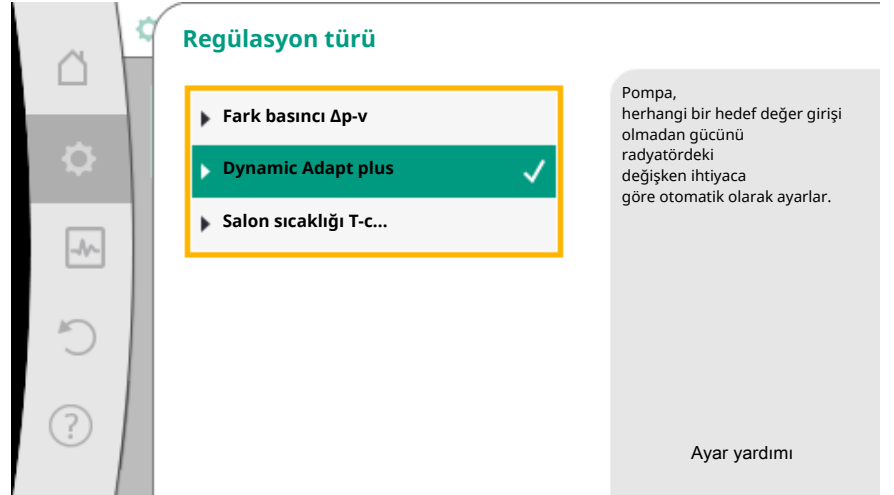 Regülasyon türü
Fark basıncı Δp-v
Dynamic Adapt plus
Salon sıcaklığı T-c...
Pompa,
herhangi bir hedef değer girişi
olmadan gücünü
radyatördeki
değişken ihtiyaca
göre otomatik olarak ayarlar.
Ayar yardımı
?